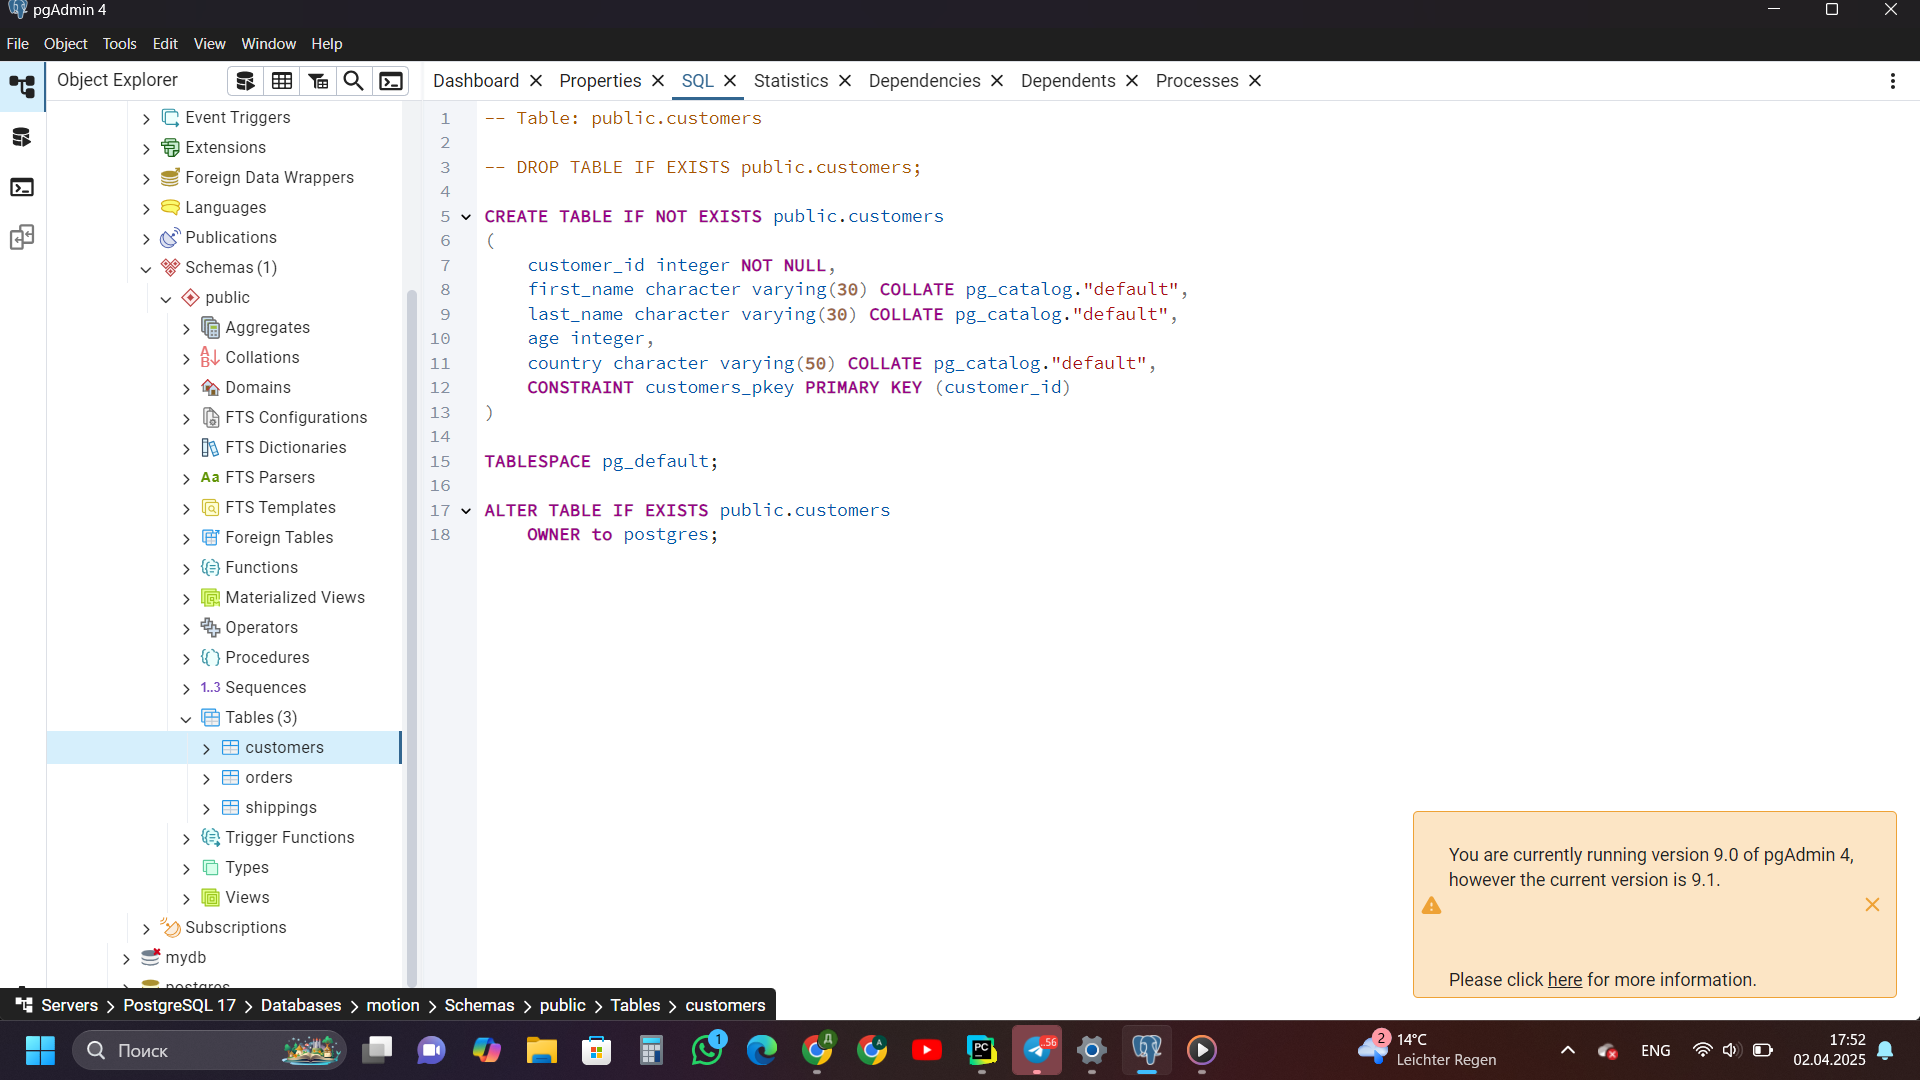 pgAdmin 4
File Object Tools Edit View Window Help
Object Explorer
Dashboard Properties SQL Statistics Dependencies Dependents Processes
Event Triggers
Extensions
Foreign Data Wrappers
Languages
Publications
Schemas (1)
public
Aggregates
Collations
Domains
FTS Configurations
FTS Dictionaries
Aa FTS Parsers
FTS Templates
Foreign Tables
Functions
Materialized Views
Operators
Procedures
1..3 Sequences
Tables (3)
customers
orders
shippings
Trigger Functions
Types
Views
Subscriptions
mydb
postgres
1 -- Table: public.customers
2
3 -- DROP TABLE IF EXISTS public.customers;
4
5 CREATE TABLE IF NOT EXISTS public.customers
6 (
7 customer_id integer NOT NULL,
8 first_name character varying(30) COLLATE pg_catalog."default",
9 last_name character varying(30) COLLATE pg_catalog."default",
10 age integer,
11 country character varying(50) COLLATE pg_catalog."default",
12 CONSTRAINT customers_pkey PRIMARY KEY (customer_id)
13 )
14
15 TABLESPACE pg_default;
16
17 ALTER TABLE IF EXISTS public.customers
18 OWNER to postgres;
You are currently running version 9.0 of pgAdmin 4,
however the current version is 9.1.
Please click here for more information.
Servers > PostgreSQL 17 > Databases > motion > Schemas > public > Tables > customers
Поиск
1
Д
A
PC
..56
2
14°C
Leichter Regen
ENG
17:52
02.04.2025